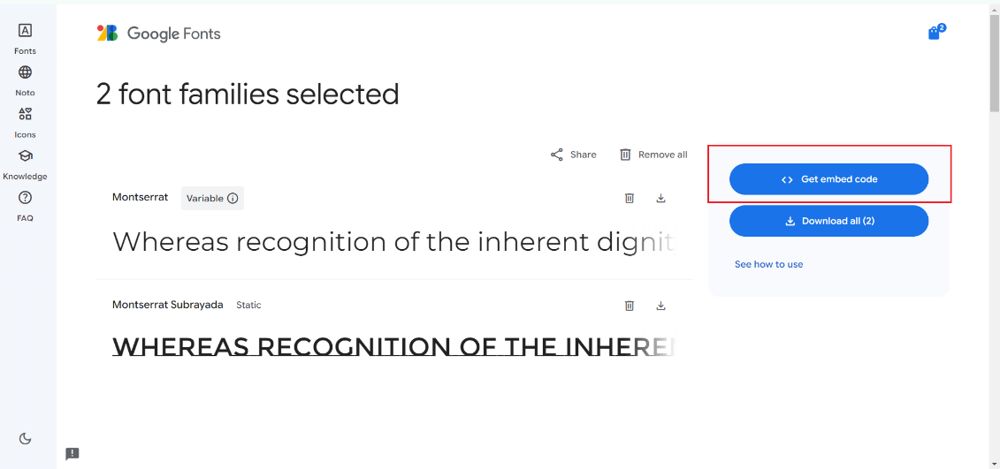 Fonts
Noto
Icons
Knowledge
FAQ
Google Fonts
2
2 font families selected
Share
Remove all
Montserrat
Variable
Whereas recognition of the inherent dignit
Montserrat Subrayada
Static
WHEREAS RECOGNITION OF THE INHEREN
Get embed code
Download all (2)
See how to use